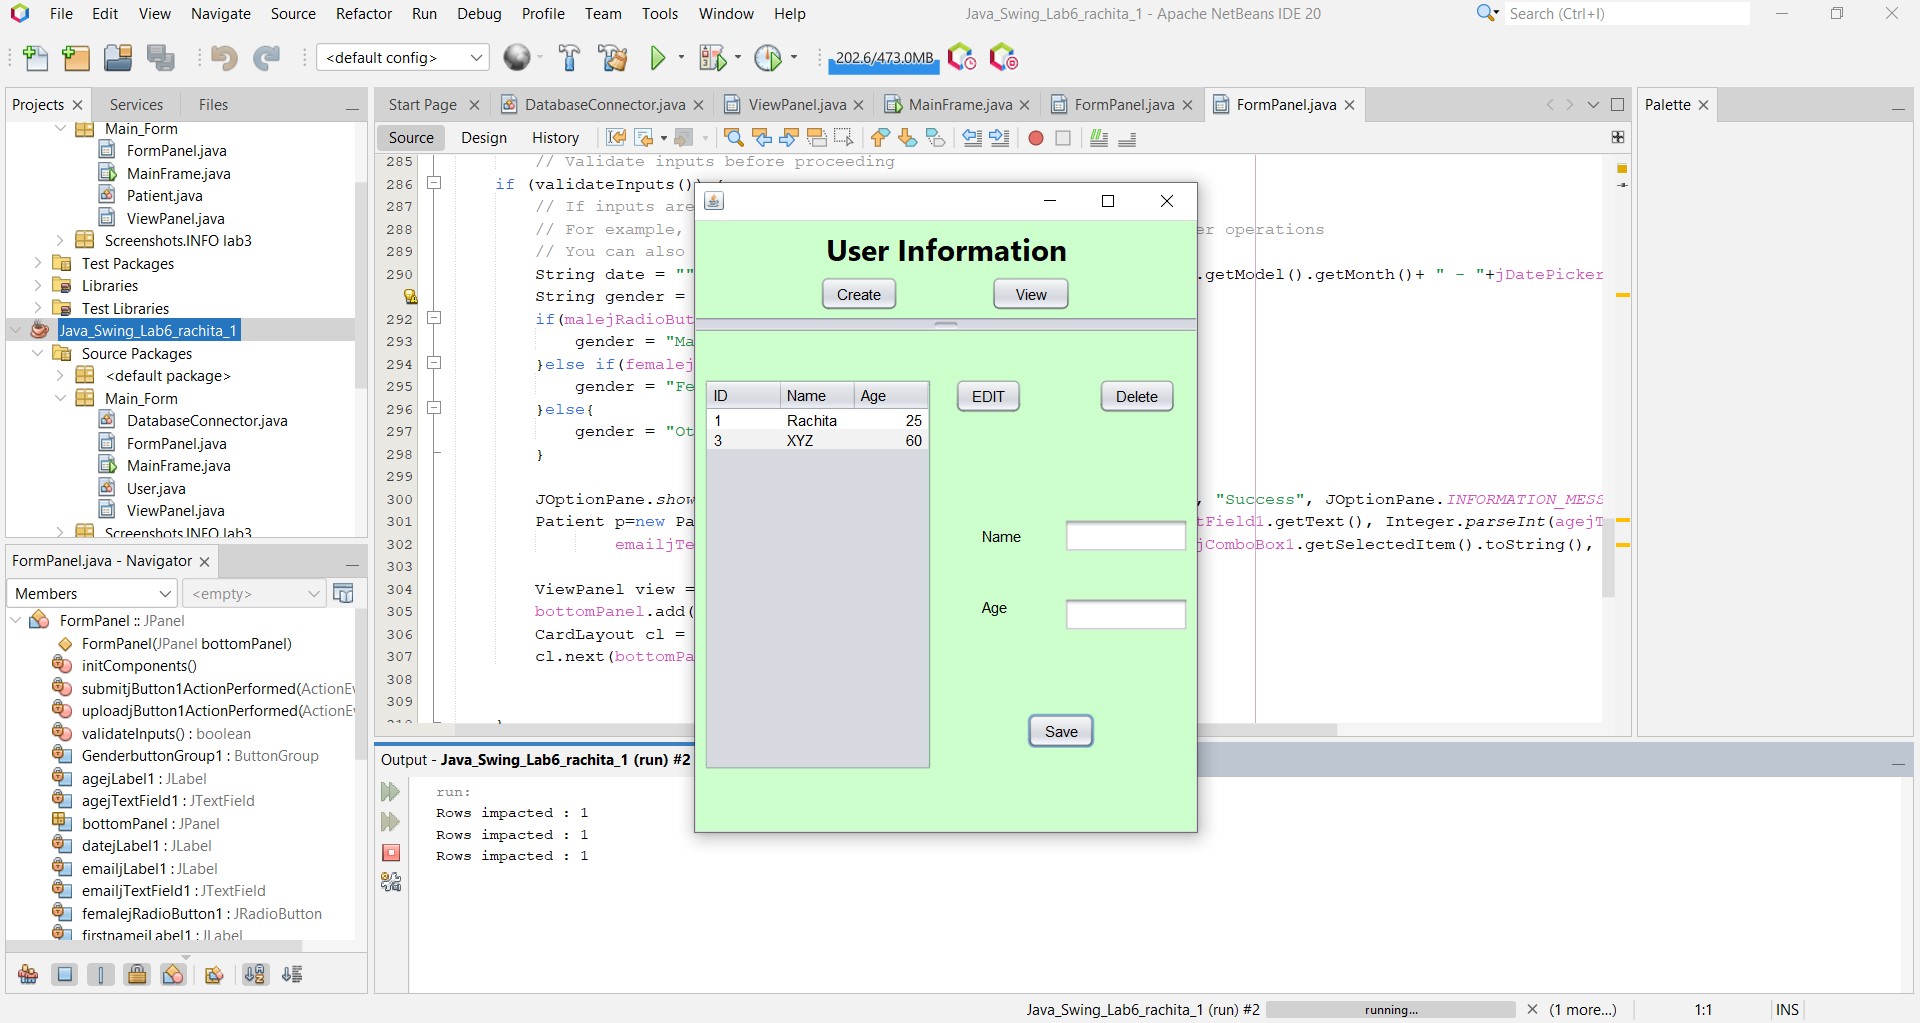 File Edit View Navigate Source Refactor Run Debug Profile Team Tools Window Help
Java_Swing_Lab6_rachita_1 - Apache NetBeans IDE 20
Search (Ctrl+I)
<default config>
202.6/473.0MB
Projects Services Files
Main_Form
FormPanel.java
MainFrame.java
Patient.java
ViewPanel.java
Screenshots.INFO lab3
Test Packages
Libraries
Test Libraries
Java_Swing_Lab6_rachita_1
Source Packages
<default package>
Main_Form
DatabaseConnector.java
FormPanel.java
MainFrame.java
User.java
ViewPanel.java
Screenshots.INFO lab3
FormPanel.java - Navigator
Members <empty>
FormPanel :: JPanel
FormPanel(JPanel bottomPanel)
initComponents()
submitjButton1ActionPerformed(ActionEv
uploadjButton1ActionPerformed(ActionEv
validateInputs() : boolean
GenderbuttonGroup1 : ButtonGroup
agejLabel1 : JLabel
agejTextField1 : JTextField
bottomPanel : JPanel
datejLabel1 : JLabel
emailjLabel1 : JLabel
emailjTextField1 : JTextField
femalejRadioButton1 : JRadioButton
firstnamejLabel1 : JLabel
Start Page DatabaseConnector.java ViewPanel.java MainFrame.java FormPanel.java FormPanel.java
Palette
Source Design History
285 // Validate inputs before proceeding
286 if (validateInputs()) {
287 // If inputs are
288 // For example, er operations
289 // You can also
290 String date = "" .getModel().getMonth()+ " - "+jDatePicker
String gender =
292 if(malejRadioBut
293 gender = "Ma
294 }else if(femalej
295 gender = "Fe
296 }else{
297 gender = "Ot
298 }
299
300 JOptionPane.show , "Success", JOptionPane.INFORMATION_MESS
301 Patient p=new Pa tField1.getText(), Integer.parseInt(agejT
302 emailjTe jComboBox1.getSelectedItem().toString(),
303
304 ViewPanel view =
305 bottomPanel.add(
306 CardLayout cl =
307 cl.next(bottomPa
308
309
310 }
User Information
Create View
ID Name Age
1 Rachita 25
3 XYZ 60
EDIT Delete
Name
Age
Save
Output - Java_Swing_Lab6_rachita_1 (run) #2
run:
Rows impacted : 1
Rows impacted : 1
Rows impacted : 1
Java_Swing_Lab6_rachita_1 (run) #2 running... (1 more...) 1:1 INS